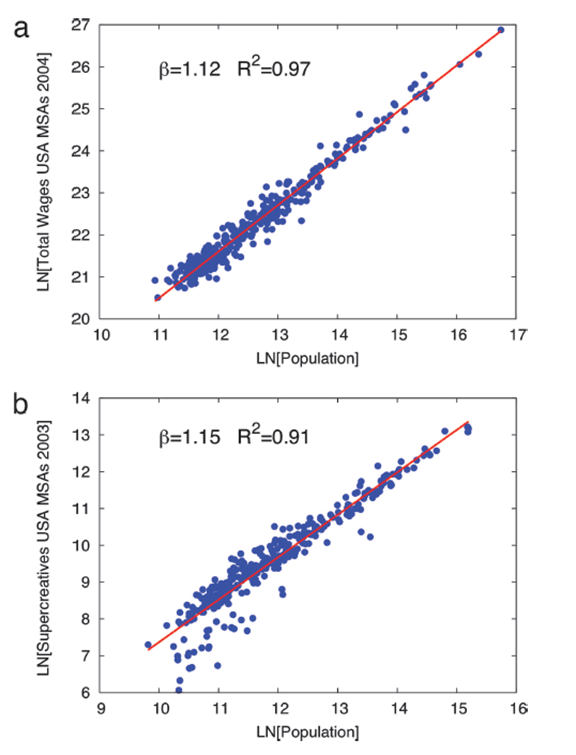 a
β=1.12 R²=0.97
LN[Total Wages USA MSAs 2004]
27
26
25
24
23
22
21
20
10 11 12 13 14 15 16 17
LN[Population]
b
β=1.15 R²=0.91
LN[Supercreatives USA MSAs 2003]
14
13
12
11
10
9
8
7
6
9 10 11 12 13 14 15 16
LN[Population]